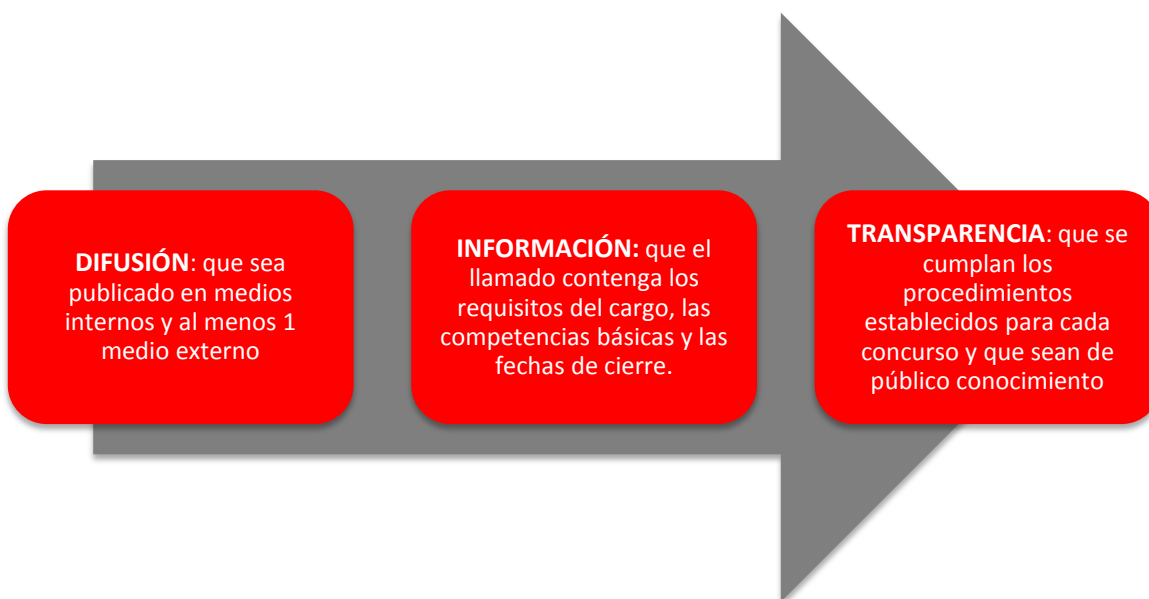 DIFUSIÓN: que sea
publicado en medios
internos y al menos 1
medio externo
INFORMACIÓN: que el
llamado contenga los
requisitos del cargo, las
competencias básicas y las
fechas de cierre.
TRANSPARENCIA: que se
cumplan los
procedimientos
establecidos para cada
concurso y que sean de
público conocimiento